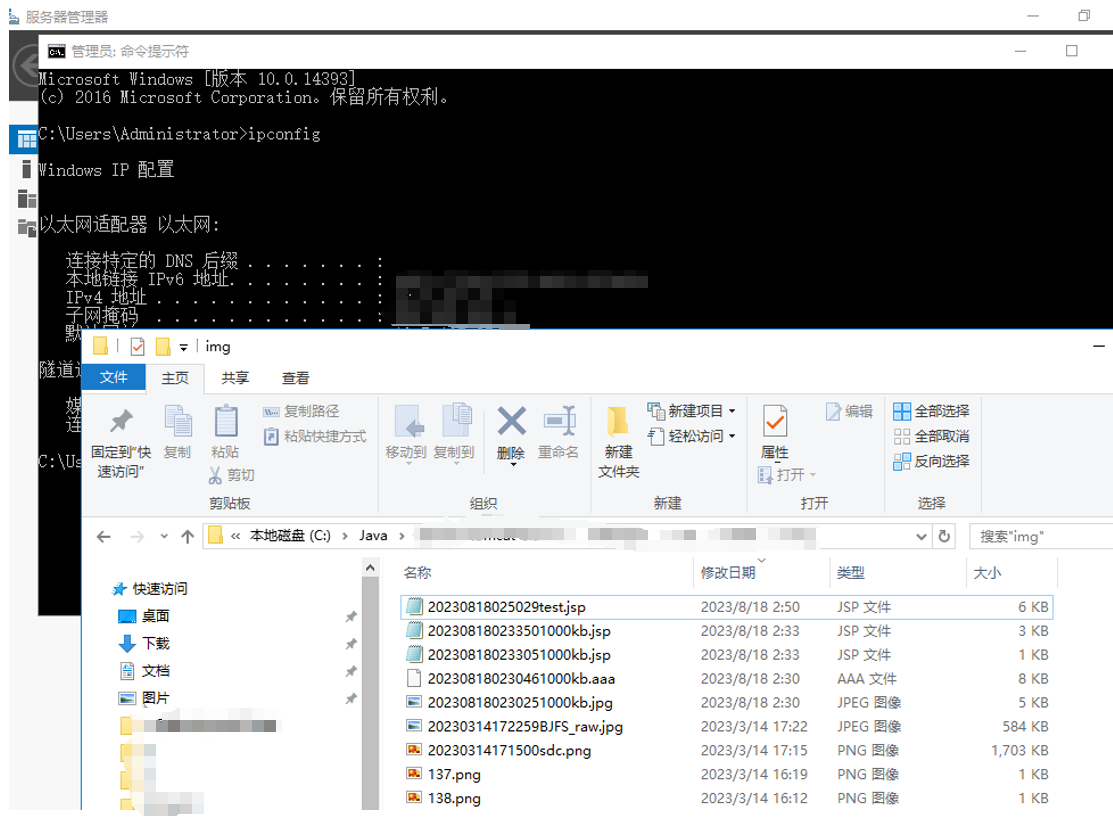 服务器管理器
管理员: 命令提示符
Microsoft Windows [版本 10.0.14393]
(c) 2016 Microsoft Corporation。保留所有权利。
C:\Users\Administrator>ipconfig
Windows IP 配置
以太网适配器 以太网:
连接特定的 DNS 后缀 . . . . . . . :
本地链接 IPv6 地址. . . . . . . . :
IPv4 地址 . . . . . . . . . . . . :
子网掩码 . . . . . . . . . . . . :
img
文件 主页 共享 查看
固定到"快速访问"
复制
粘贴
复制路径
粘贴快捷方式
剪切
剪贴板
移动到 复制到 删除 重命名
组织
新建文件夹
新建项目
轻松访问
新建
属性
打开
编辑
打开
全部选择
全部取消
反向选择
选择
« 本地磁盘 (C:) › Java ›
搜索"img"
快速访问
桌面
下载
文档
图片
名称 修改日期 类型 大小
20230818025029test.jsp 2023/8/18 2:50 JSP 文件 6 KB
202308180233501000kb.jsp 2023/8/18 2:33 JSP 文件 3 KB
202308180233051000kb.jsp 2023/8/18 2:33 JSP 文件 1 KB
202308180230461000kb.aaa 2023/8/18 2:30 AAA 文件 8 KB
202308180230251000kb.jpg 2023/8/18 2:30 JPEG 图像 5 KB
20230314172259BJFS_raw.jpg 2023/3/14 17:22 JPEG 图像 584 KB
20230314171500sdc.png 2023/3/14 17:15 PNG 图像 1,703 KB
137.png 2023/3/14 16:19 PNG 图像 1 KB
138.png 2023/3/14 16:12 PNG 图像 1 KB